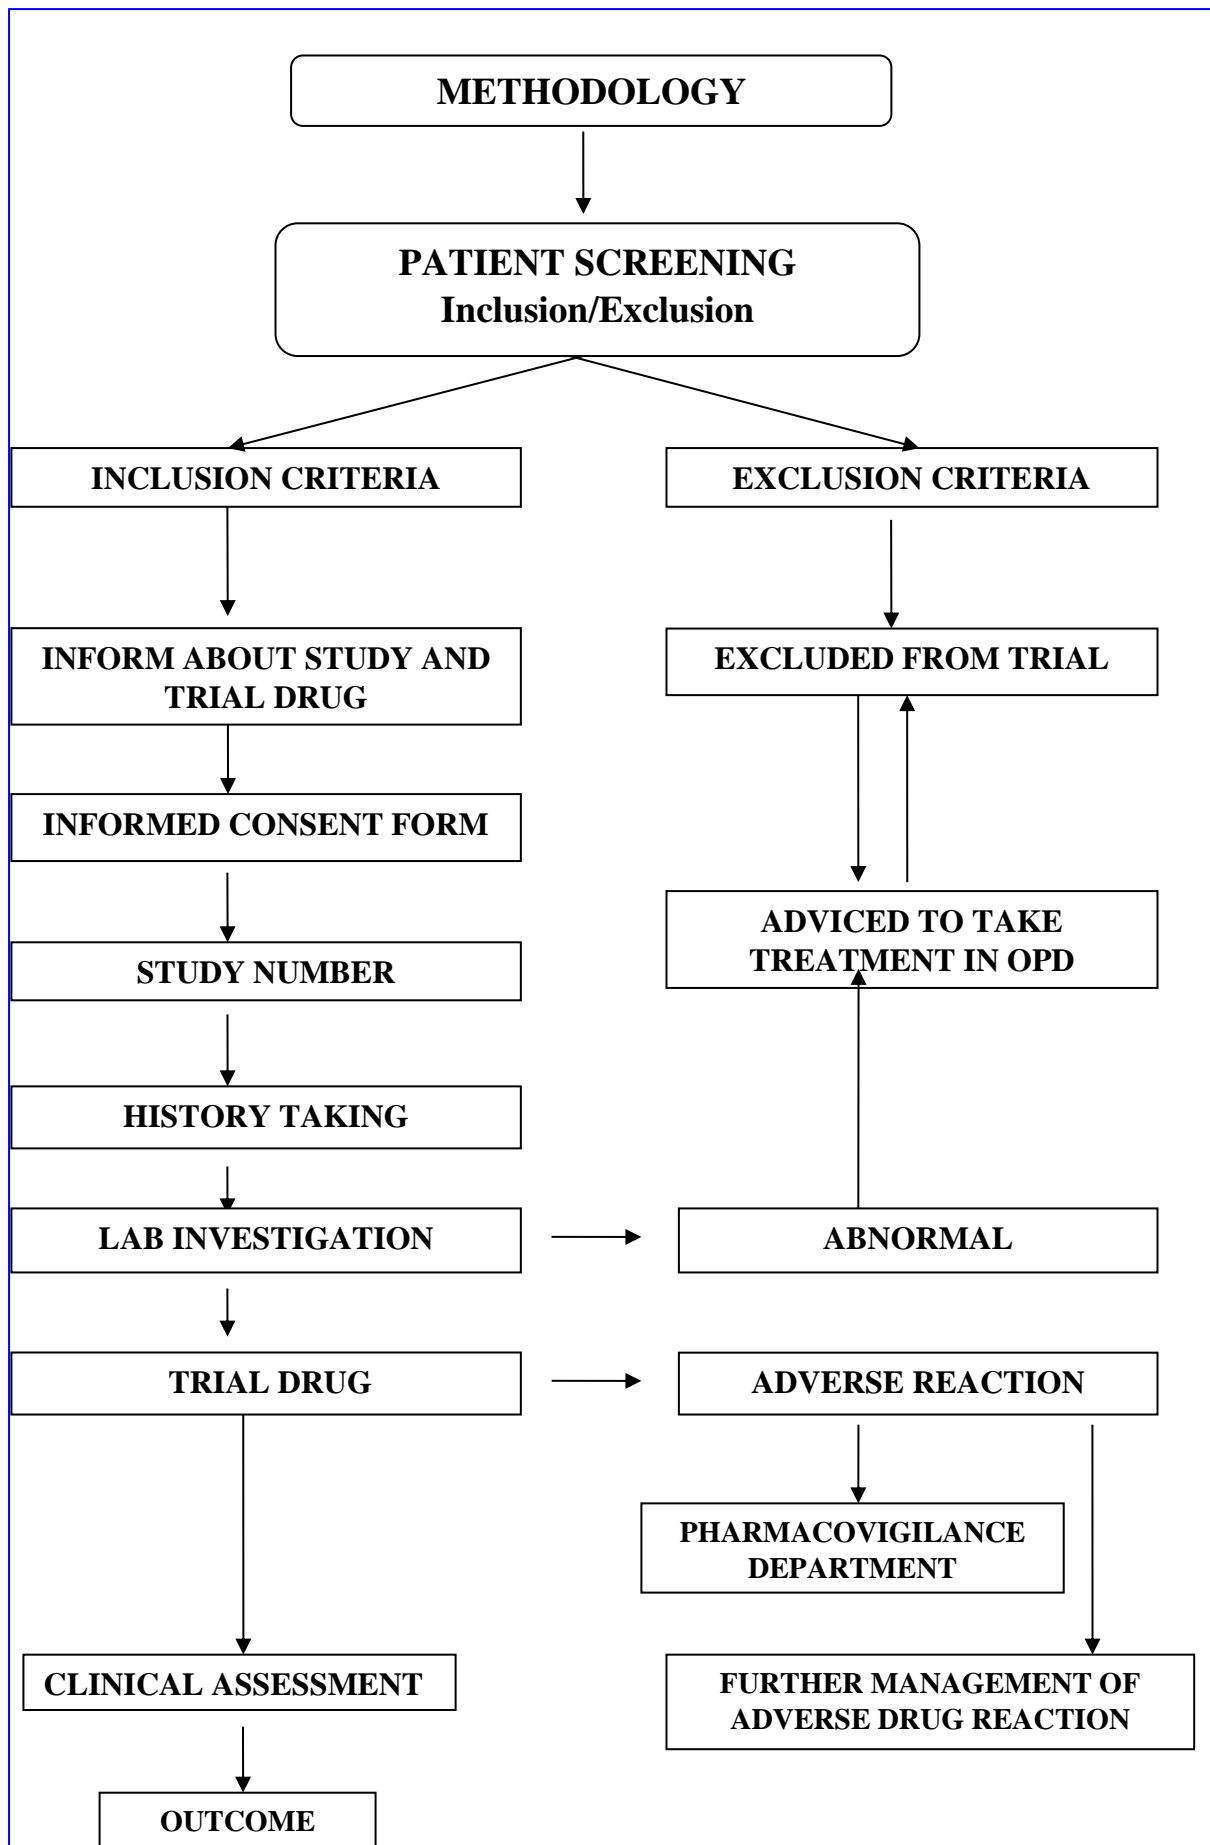 METHODOLOGY
PATIENT SCREENING
Inclusion/Exclusion
INCLUSION CRITERIA
EXCLUSION CRITERIA
INFORM ABOUT STUDY AND
TRIAL DRUG
EXCLUDED FROM TRIAL
INFORMED CONSENT FORM
ADVICED TO TAKE
TREATMENT IN OPD
STUDY NUMBER
HISTORY TAKING
LAB INVESTIGATION
ABNORMAL
TRIAL DRUG
ADVERSE REACTION
PHARMACOVIGILANCE
DEPARTMENT
CLINICAL ASSESSMENT
FURTHER MANAGEMENT OF
ADVERSE DRUG REACTION
OUTCOME